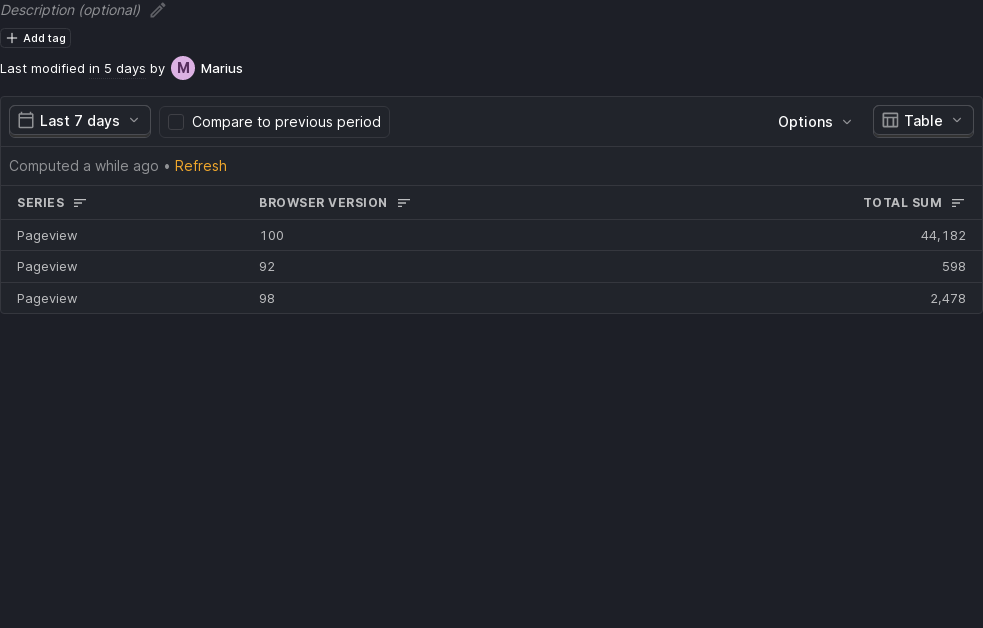 Description (optional)
Add tag
Last modified in 5 days by M Marius
Last 7 days Compare to previous period Options Table
Computed a while ago • Refresh
SERIES BROWSER VERSION TOTAL SUM
Pageview 100 44,182
Pageview 92 598
Pageview 98 2,478